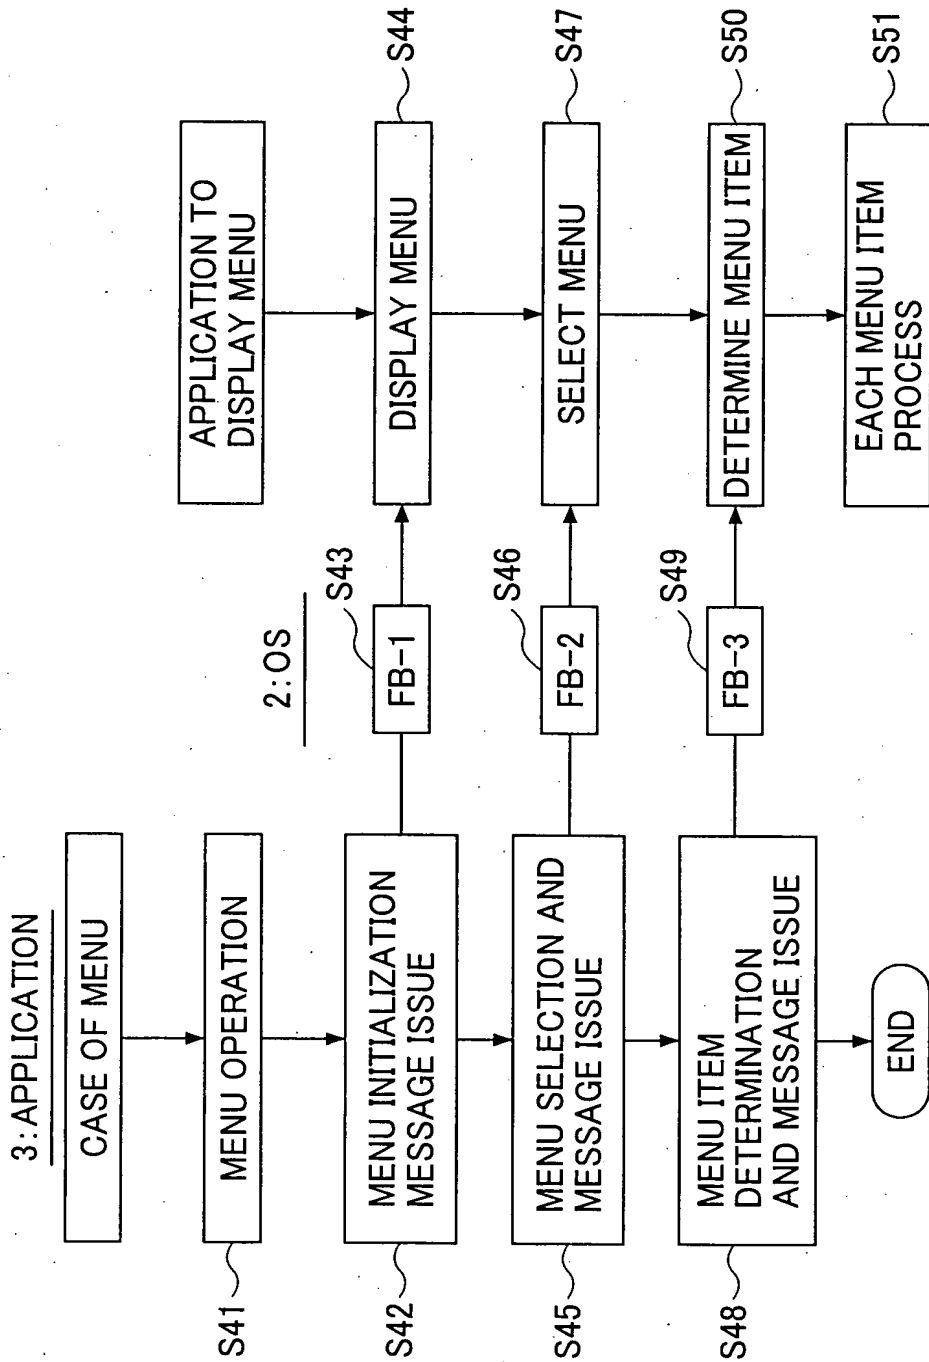 3:APPLICATION
CASE OF MENU
S41
MENU OPERATION
S42
MENU INITIALIZATION
MESSAGE ISSUE
S45
MENU SELECTION AND
MESSAGE ISSUE
S48
MENU ITEM
DETERMINATION
AND MESSAGE ISSUE
END
2:OS
S43
FB-1
S46
FB-2
S49
FB-3
APPLICATION TO
DISPLAY MENU
DISPLAY MENU
S44
SELECT MENU
S47
DETERMINE MENU ITEM
S50
EACH MENU ITEM
PROCESS
S51